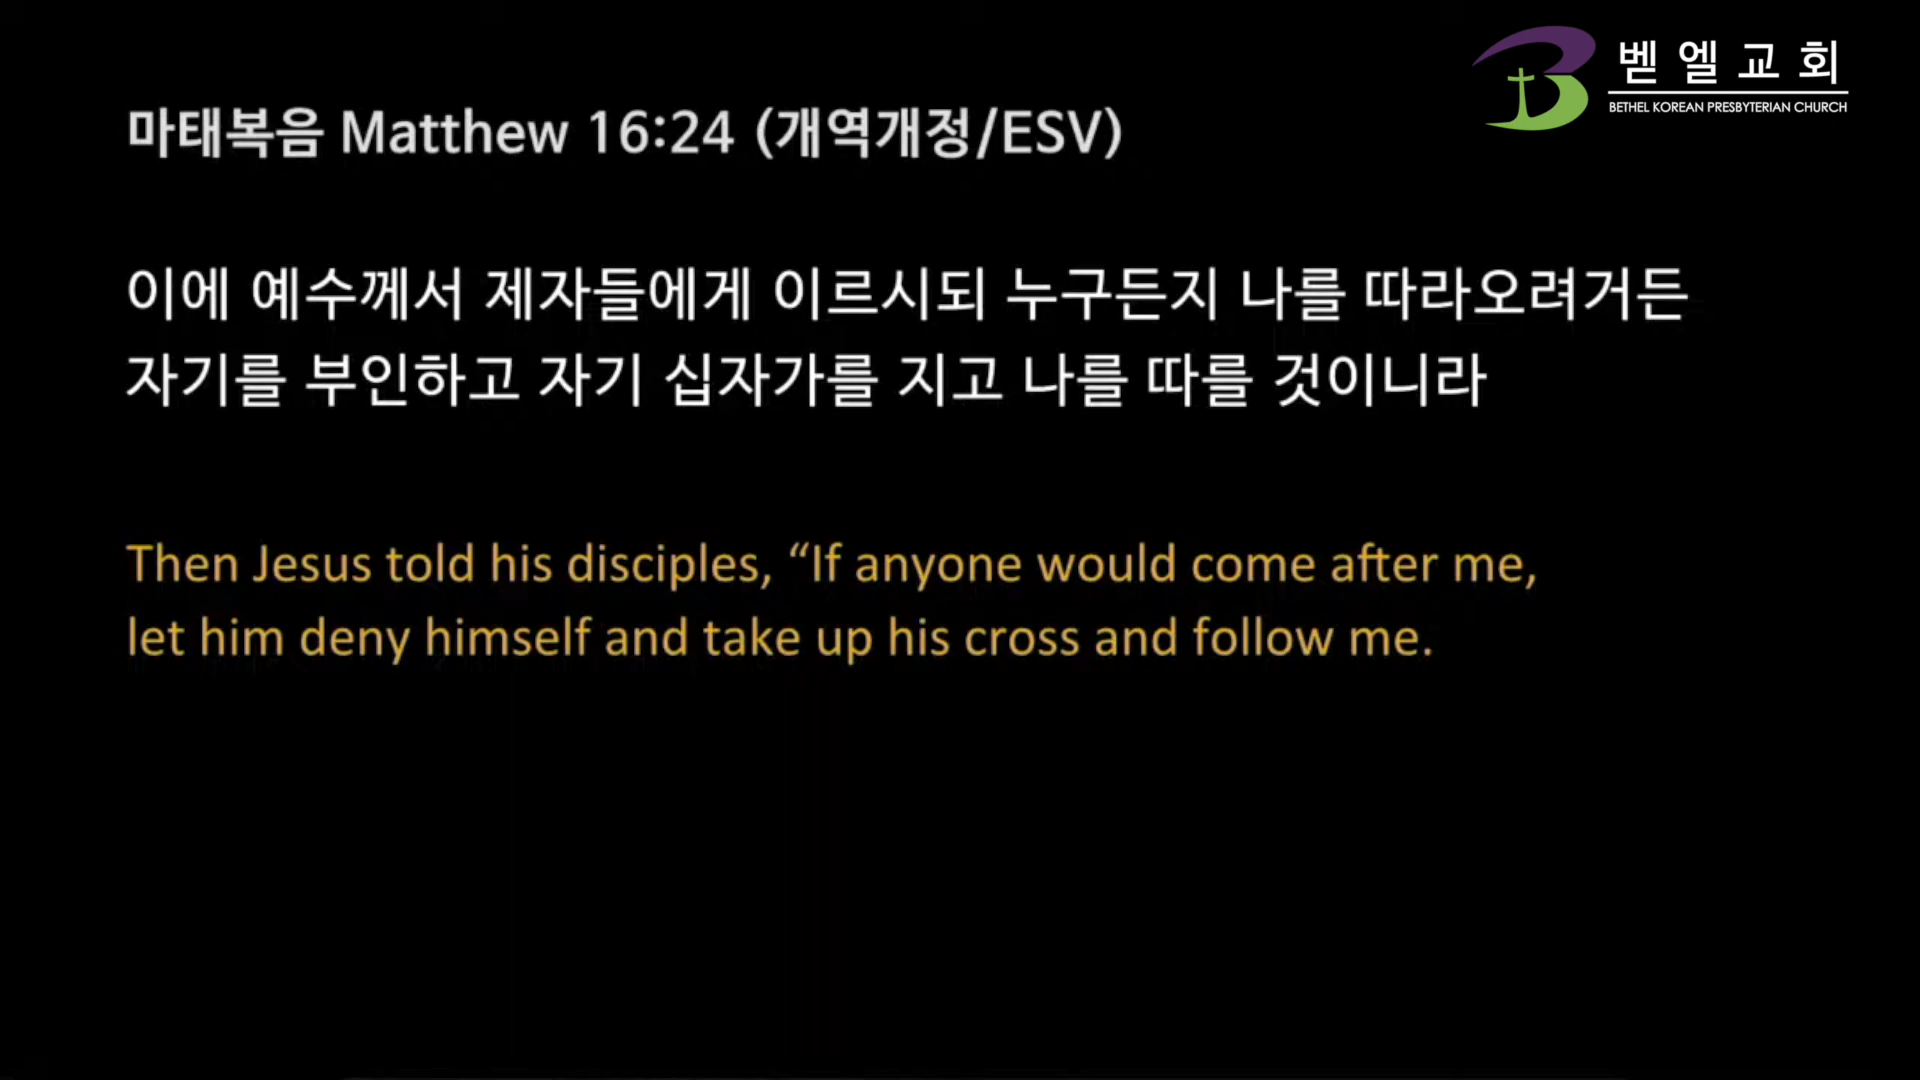 벧엘교회
BETHEL KOREAN PRESBYTERIAN CHURCH
마태복음 Matthew 16:24 (개역개정/ESV)
이에 예수께서 제자들에게 이르시되 누구든지 나를 따라오려거든
자기를 부인하고 자기 십자가를 지고 나를 따를 것이니라
Then Jesus told his disciples, “If anyone would come after me,
let him deny himself and take up his cross and follow me.